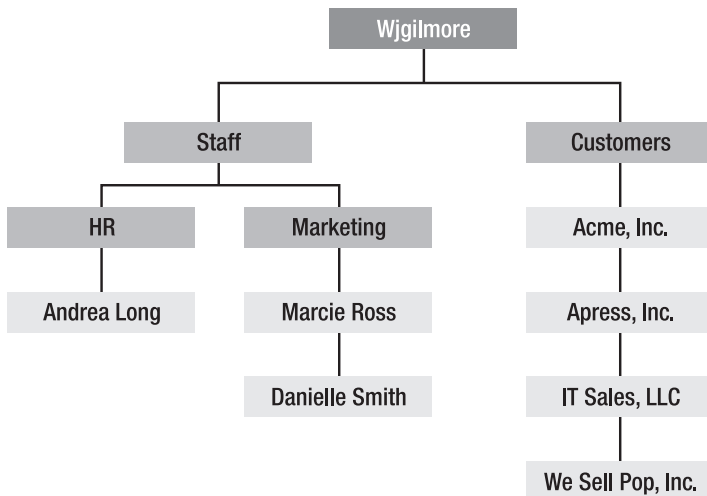 Wjgilmore
Staff
Customers
HR
Marketing
Acme, Inc.
Andrea Long
Marcie Ross
Apress, Inc.
Danielle Smith
IT Sales, LLC
We Sell Pop, Inc.